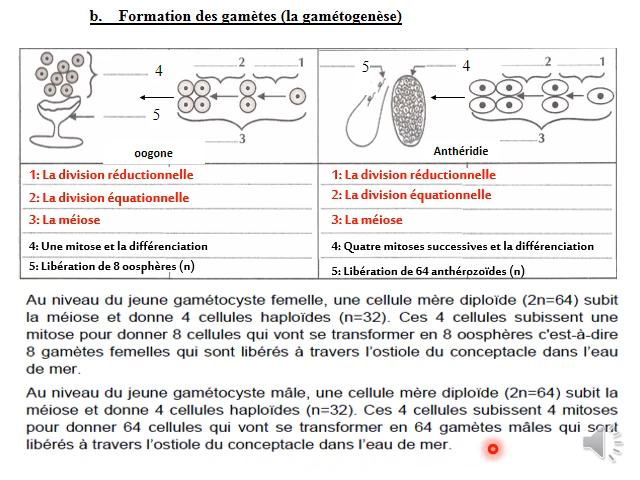 b. Formation des gamètes (la gamétogenèse)
4
2
1
5
3
oogone
5
4
2
1
3
Anthéridie
1: La division réductionnelle
2: La division équationnelle
3: La méiose
4: Une mitose et la différenciation
5: Libération de 8 oosphères (n)
1: La division réductionnelle
2: La division équationnelle
3: La méiose
4: Quatre mitoses successives et la différenciation
5: Libération de 64 anthérozoïdes (n)
Au niveau du jeune gamétocyste femelle, une cellule mère diploïde (2n=64) subit
la méiose et donne 4 cellules haploïdes (n=32). Ces 4 cellules subissent une
mitose pour donner 8 cellules qui vont se transformer en 8 oosphères c'est-à-dire
8 gamètes femelles qui sont libérés à travers l'ostiole du conceptacle dans l'eau
de mer.
Au niveau du jeune gamétocyste mâle, une cellule mère diploïde (2n=64) subit la
méiose et donne 4 cellules haploïdes (n=32). Ces 4 cellules subissent 4 mitoses
pour donner 64 cellules qui vont se transformer en 64 gamètes mâles qui sont
libérés à travers l'ostiole du conceptacle dans l'eau de mer.